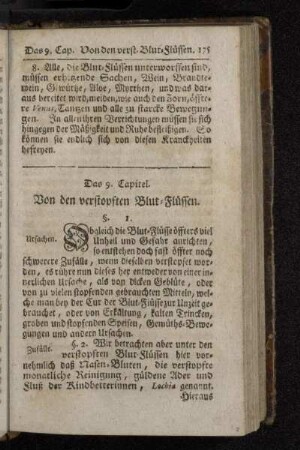 Das 9. Cap. Von den verst. Blut-Flüssen. 175
8. Alle, die Blut-Flüssen unterworffen sind,
müssen erhitzende Sachen, Wein, Brandte-
wein, Gewürtze, Aloe, Myrrhen, und was dar-
aus bereitet wird, meiden, wie auch den Zorn, öffte-
re Venus, Tantzen und alle zu starcke Bewegun-
gen. In allen ihren Verrichtungen müssen sie sich
hingegen der Mäßigkeit und Ruhe befleißigen. So
können sie endlich sich von diesen Kranckheiten
befreyen.
Das 9. Capitel.
Von den verstopften Blut-Flüssen.
§. 1.
Ursachen.
Obgleich die Blut-Flüsse öffters viel
Unheil und Gefahr anrichten,
so entstehen doch fast öffter noch
schwerere Zufälle, wenn dieselben verstopfet wor-
den, es rühre nun dieses her entweder von einer in-
nerlichen Ursache, als von dicken Geblüte, oder
von zu vielen stopfenden gebrauchten Mitteln, wel-
che man bey der Cur der Blut-Flüsse zur Unzeit ge-
brauchet, oder von Erkältung, kalten Trincken,
groben und stopfenden Speisen, Gemüths-Bewe-
gungen und andern Ursachen.
Zufälle.
§. 2. Wir betrachten aber unter den
verstopften Blut-Flüssen hier vor-
nehmlich das Nasen-Bluten, die verstopfte
monatliche Reinigung, güldene Ader und
Fluß der Kindbetterinnen, Lochia genannt.
Hieraus